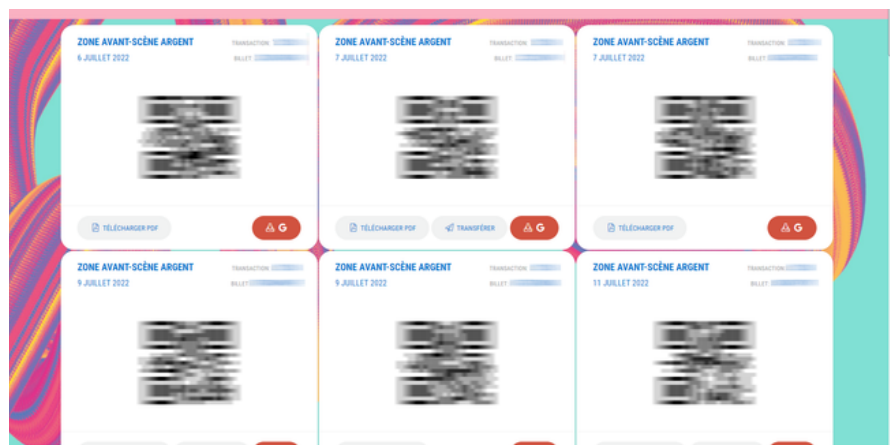 ZONE AVANT-SCÈNE ARGENT
TRANSACTION:
6 JUILLET 2022
BILLET:
TÉLÉCHARGER PDF
G
ZONE AVANT-SCÈNE ARGENT
TRANSACTION:
7 JUILLET 2022
BILLET:
TÉLÉCHARGER PDF
TRANSFÉRER
G
ZONE AVANT-SCÈNE ARGENT
TRANSACTION:
7 JUILLET 2022
BILLET:
TÉLÉCHARGER PDF
G
ZONE AVANT-SCÈNE ARGENT
TRANSACTION:
9 JUILLET 2022
BILLET:
ZONE AVANT-SCÈNE ARGENT
TRANSACTION:
9 JUILLET 2022
BILLET:
ZONE AVANT-SCÈNE ARGENT
TRANSACTION:
11 JUILLET 2022
BILLET: